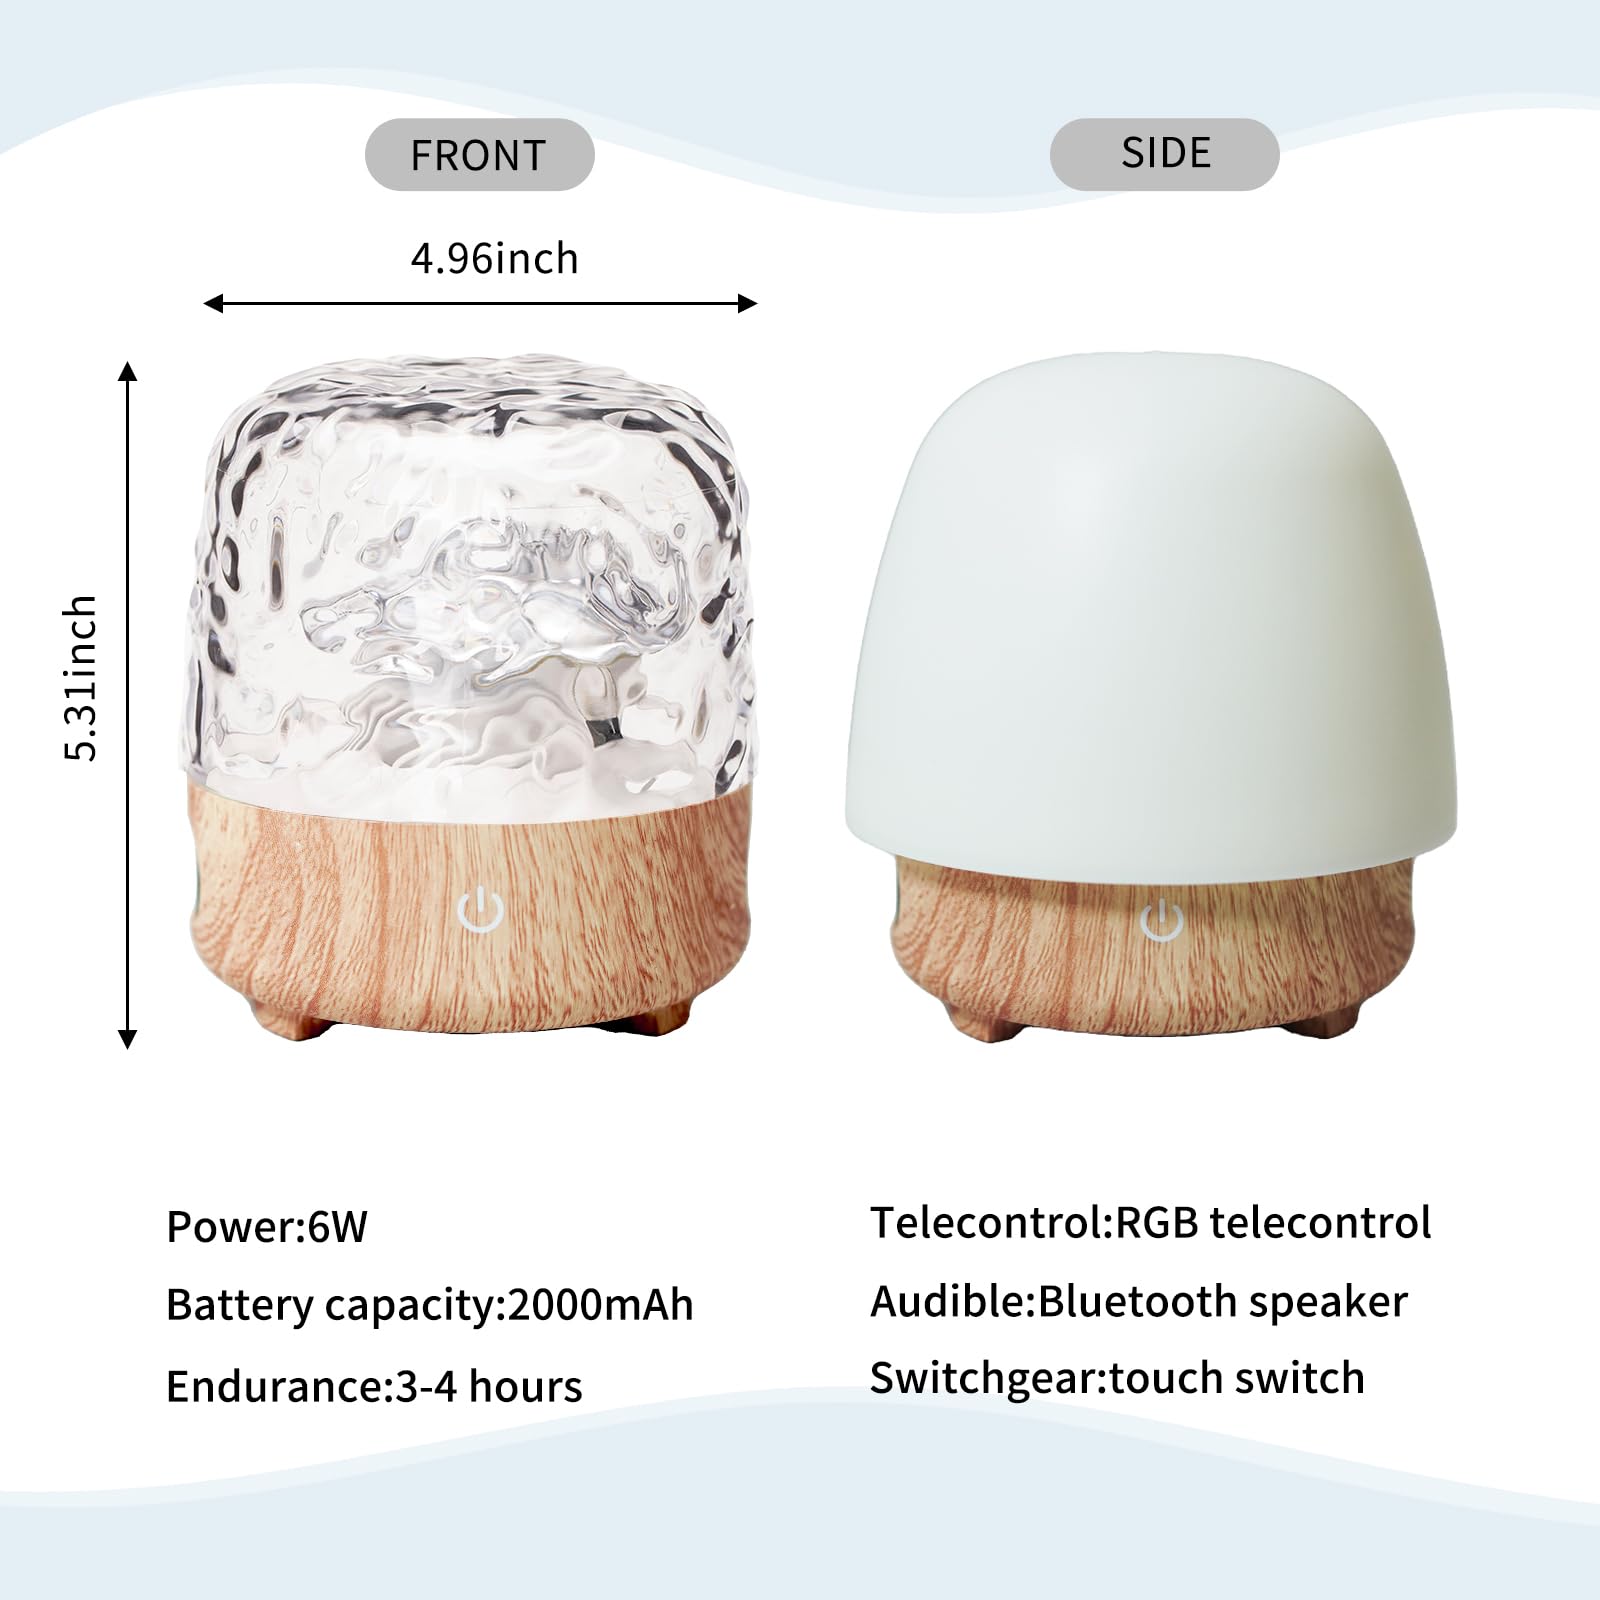 FRONT
SIDE
4.96inch
5.31inch
Power:6W
Battery capacity:2000mAh
Endurance:3-4 hours
Telecontrol:RGB telecontrol
Audible:Bluetooth speaker
Switchgear:touch switch